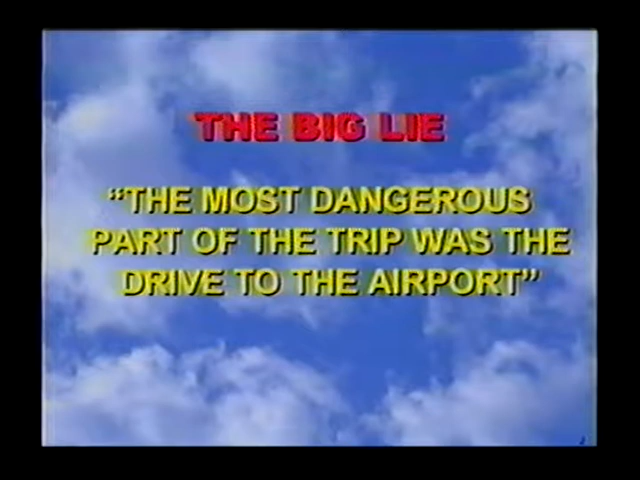 THE BIG LIE
“THE MOST DANGEROUS
PART OF THE TRIP WAS THE
DRIVE TO THE AIRPORT”